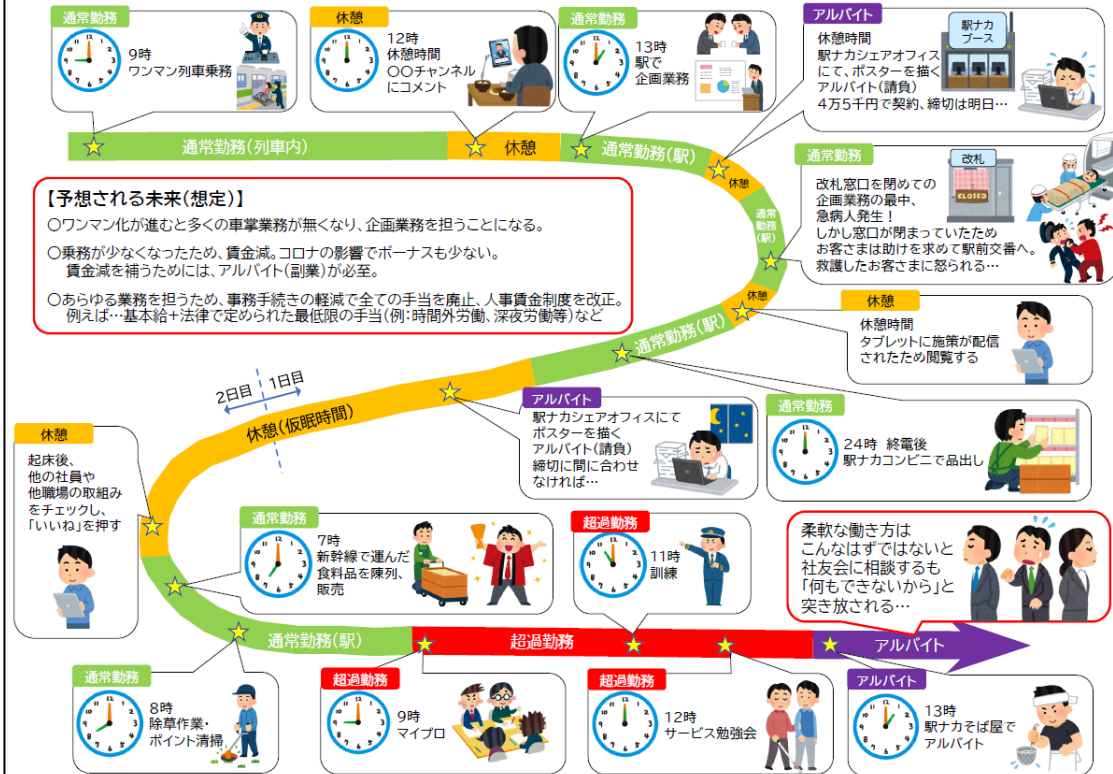 通常勤務
9時
ワンマン列車乗務
休憩
12時
休憩時間
〇〇チャンネル
にコメント
通常勤務
13時
駅で
企画業務
アルバイト
休憩時間
駅ナカシェアオフィス
にて、ポスターを描く
アルバイト(請負)
4万5千円で契約、締切は明日…
駅ナカ
ブース
通常勤務(列車内)
休憩
通常勤務(駅)
休憩
通常勤務
改札
CLOSED
改札窓口を閉めての
企画業務の最中、
急病人発生！
しかし窓口が閉まっていたため
お客さまは助けを求めて駅前交番へ。
救護したお客さまに怒られる…
通常
勤務
(駅)
【予想される未来(想定)】
〇ワンマン化が進むと多くの車掌業務が無くなり、企画業務を担うことになる。
〇乗務が少なくなったため、賃金減。コロナの影響でボーナスも少ない。
賃金減を補うためには、アルバイト(副業)が必至。
〇あらゆる業務を担うため、事務手続きの軽減で全ての手当を廃止、人事賃金制度を改正。
例えば…基本給+法律で定められた最低限の手当(例:時間外労働、深夜労働等)など
休憩
休憩
休憩時間
タブレットに施策が配信
されたため閲覧する
通常勤務(駅)
2日目
1日目
休憩(仮眠時間)
アルバイト
駅ナカシェアオフィスにて
ポスターを描く
アルバイト(請負)
締切に間に合わせ
なければ…
通常勤務
24時 終電後
駅ナカコンビニで品出し
休憩
起床後、
他の社員や
他職場の取組み
をチェックし、
「いいね」を押す
通常勤務
7時
新幹線で運んだ
食料品を陳列、
販売
超過勤務
11時
訓練
柔軟な働き方は
こんなはずではないと
社友会に相談するも
「何もできないから」と
突き放される…
通常勤務(駅)
超過勤務
アルバイト
通常勤務
8時
除草作業・
ポイント清掃
超過勤務
9時
マイプロ
超過勤務
12時
サービス勉強会
アルバイト
13時
駅ナカそば屋で
アルバイト